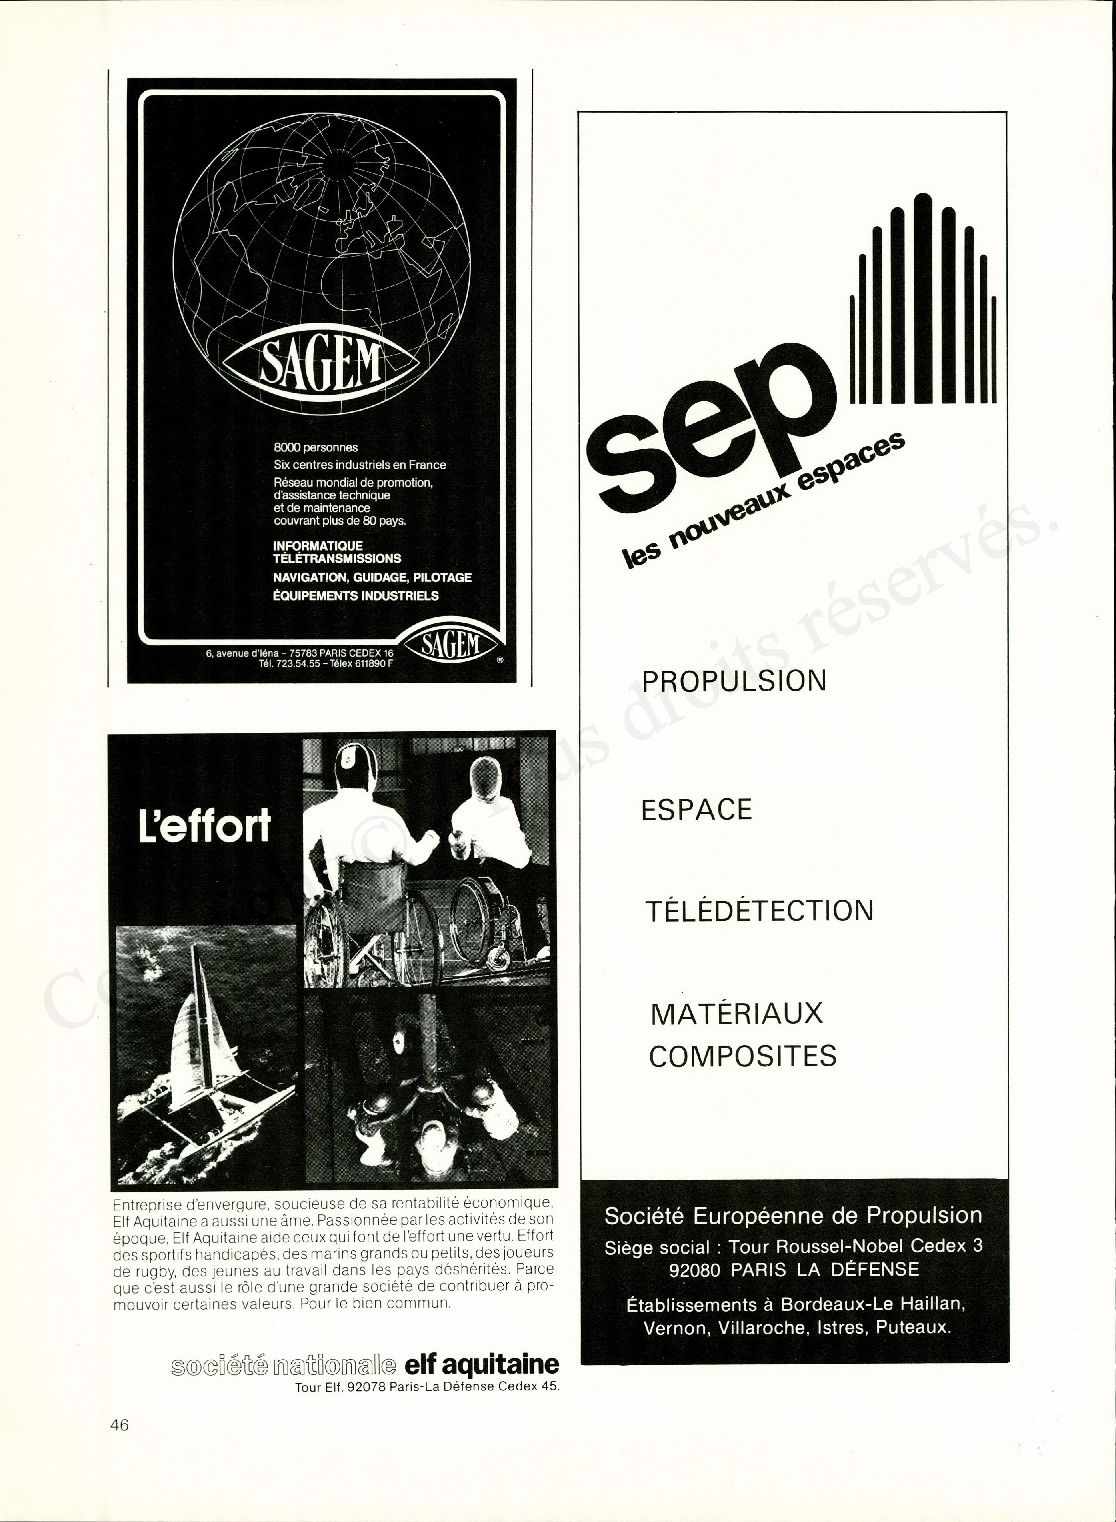 SAGEM
8000 personnes
Six centres industriels en France
Réseau mondial de promotion,
d'assistance technique
et de maintenance
couvrant plus de 80 pays.
INFORMATIQUE
TÉLÉTRANSMISSIONS
NAVIGATION, GUIDAGE, PILOTAGE
ÉQUIPEMENTS INDUSTRIELS
6, avenue d'Iéna - 75783 PARIS CEDEX 16
Tél. 723.54.55 - Télex 611890 F
SAGEM
®
L'effort
Entreprise d'envergure, soucieuse de sa rentabilité économique,
Elf Aquitaine a aussi une âme. Passionnée par les activités de son
époque, Elf Aquitaine aide ceux qui font de l'effort une vertu. Effort
des sportifs handicapés, des marins grands ou petits, des joueurs
de rugby, des jeunes au travail dans les pays déshérités. Parce
que c'est aussi le rôle d'une grande société de contribuer à pro-
mouvoir certaines valeurs. Pour le bien commun.
société nationale elf aquitaine
Tour Elf. 92078 Paris-La Défense Cedex 45.
46
sep
les nouveaux espaces
PROPULSION
ESPACE
TÉLÉDÉTECTION
MATÉRIAUX
COMPOSITES
Société Européenne de Propulsion
Siège social : Tour Roussel-Nobel Cedex 3
92080 PARIS LA DÉFENSE
Établissements à Bordeaux-Le Haillan,
Vernon, Villaroche, Istres, Puteaux.
© droits réservés.